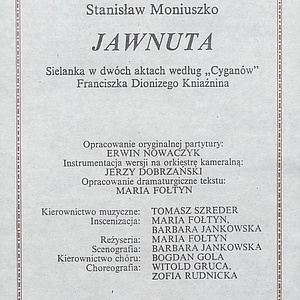 Stanisław Moniuszko
JAWNUTA
Sielanka w dwóch aktach według „Cyganów”
Franciszka Dionizego Kniaźnina
Opracowanie oryginalnej partytury:
ERWIN NOWACZYK
Instrumentacja wersji na orkiestrę kameralną:
JERZY DOBRZAŃSKI
Opracowanie dramaturgiczne tekstu:
MARIA FOŁTYN
Kierownictwo muzyczne: TOMASZ SZREDER
Inscenizacja: MARIA FOŁTYN,
BARBARA JANKOWSKA
Reżyseria: MARIA FOŁTYN
Scenografia: BARBARA JANKOWSKA
Kierownictwo chóru: BOGDAN GOLA
Choreografia: WITOLD GRUCA,
ZOFIA RUDNICKA